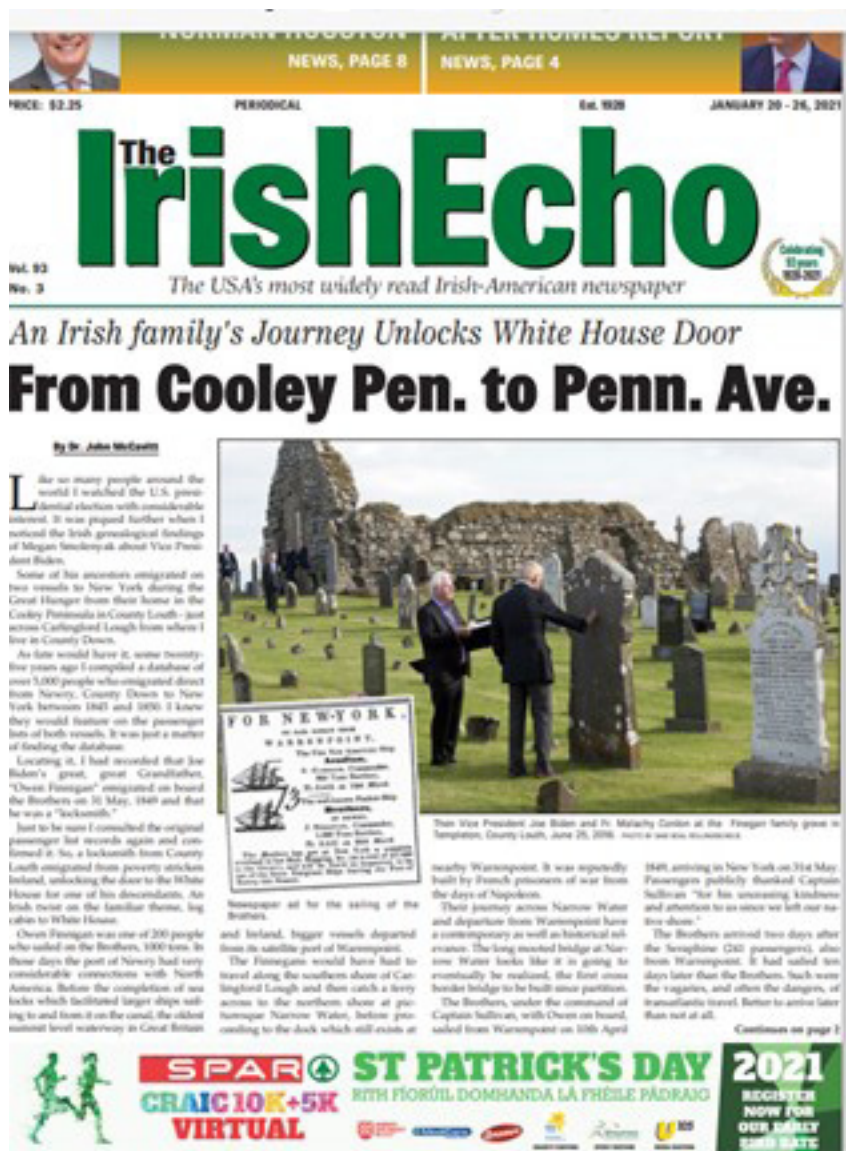 NORMAN HOUSTON
NEWS, PAGE 8
AFTER HOMES REPORT
NEWS, PAGE 4
PRICE: $2.25
PERIODICAL
Est. 1928
JANUARY 20 - 26, 2021
The
IrishEcho
Vol. 93
No. 3
The USA's most widely read Irish-American newspaper
Celebrating
93 years
1928-2021
An Irish family's Journey Unlocks White House Door
From Cooley Pen. to Penn. Ave.
By Dr. John McCavitt
Like so many people around the
world I watched the U.S. presi-
dential election with considerable
interest. It was piqued further when I
noticed the Irish genealogical findings
of Megan Smolenyak about Vice Presi-
dent Biden.
Some of his ancestors emigrated on
two vessels to New York during the
Great Hunger from their home in the
Cooley Peninsula in County Louth - just
across Carlingford Lough from where I
live in County Down.
As fate would have it, some twenty-
five years ago I compiled a database of
over 5,000 people who emigrated direct
from Newry, County Down to New
York between 1845 and 1850. I knew
they would feature on the passenger
lists of both vessels. It was just a matter
of finding the database.
Locating it, I had recorded that Joe
Biden's great, great Grandfather,
"Owen Finnigan" emigrated on board
the Brothers on 31 May, 1849 and that
he was a "locksmith."
Just to be sure I consulted the original
passenger list records again and con-
firmed it. So, a locksmith from County
Louth emigrated from poverty stricken
Ireland, unlocking the door to the White
House for one of his descendants. An
Irish twist on the familiar theme, log
cabin to White House.
Owen Finnigan was one of 200 people
who sailed on the Brothers, 1000 tons. In
those days the port of Newry had very
considerable connections with North
America. Before the completion of sea
locks which facilitated larger ships sail-
ing to and from it on the canal, the oldest
summit level waterway in Great Britain
FOR NEW-YORK,
WARRENPOINT,
Newspaper ad for the sailing of the
Brothers.
and Ireland, bigger vessels departed
from its satellite port of Warrenpoint.
The Finnegans would have had to
travel along the southern shore of Car-
lingford Lough and then catch a ferry
across to the northern shore at pic-
turesque Narrow Water, before pro-
ceeding to the dock which still exists at
Then Vice President Joe Biden and Fr. Malachy Conlon at the Finegan family grave in
Templetown, County Louth, June 25, 2016.
nearby Warrenpoint. It was reputedly
built by French prisoners of war from
the days of Napoleon.
Their journey across Narrow Water
and departure from Warrenpoint have
a contemporary as well as historical rel-
evance. The long mooted bridge at Nar-
row Water looks like it is going to
eventually be realized, the first cross
border bridge to be built since partition.
The Brothers, under the command of
Captain Sullivan, with Owen on board,
sailed from Warrenpoint on 10th April
1849, arriving in New York on 31st May.
Passengers publicly thanked Captain
Sullivan "for his unceasing kindness
and attention to us since we left our na-
tive shore."
The Brothers arrived two days after
the Seraphine (241 passengers), also
from Warrenpoint. It had sailed ten
days later than the Brothers. Such were
the vagaries, and often the dangers, of
transatlantic travel. Better to arrive later
than not at all.
Continues on page 2
SPAR
CRAIC 10K+5K
VIRTUAL
ST PATRICK'S DAY
RITH FÍORÚIL DOMHANDA LÁ FHÉILE PÁDRAIG
2021
REGISTER
NOW FOR
OUR EARLY
BIRD RATE